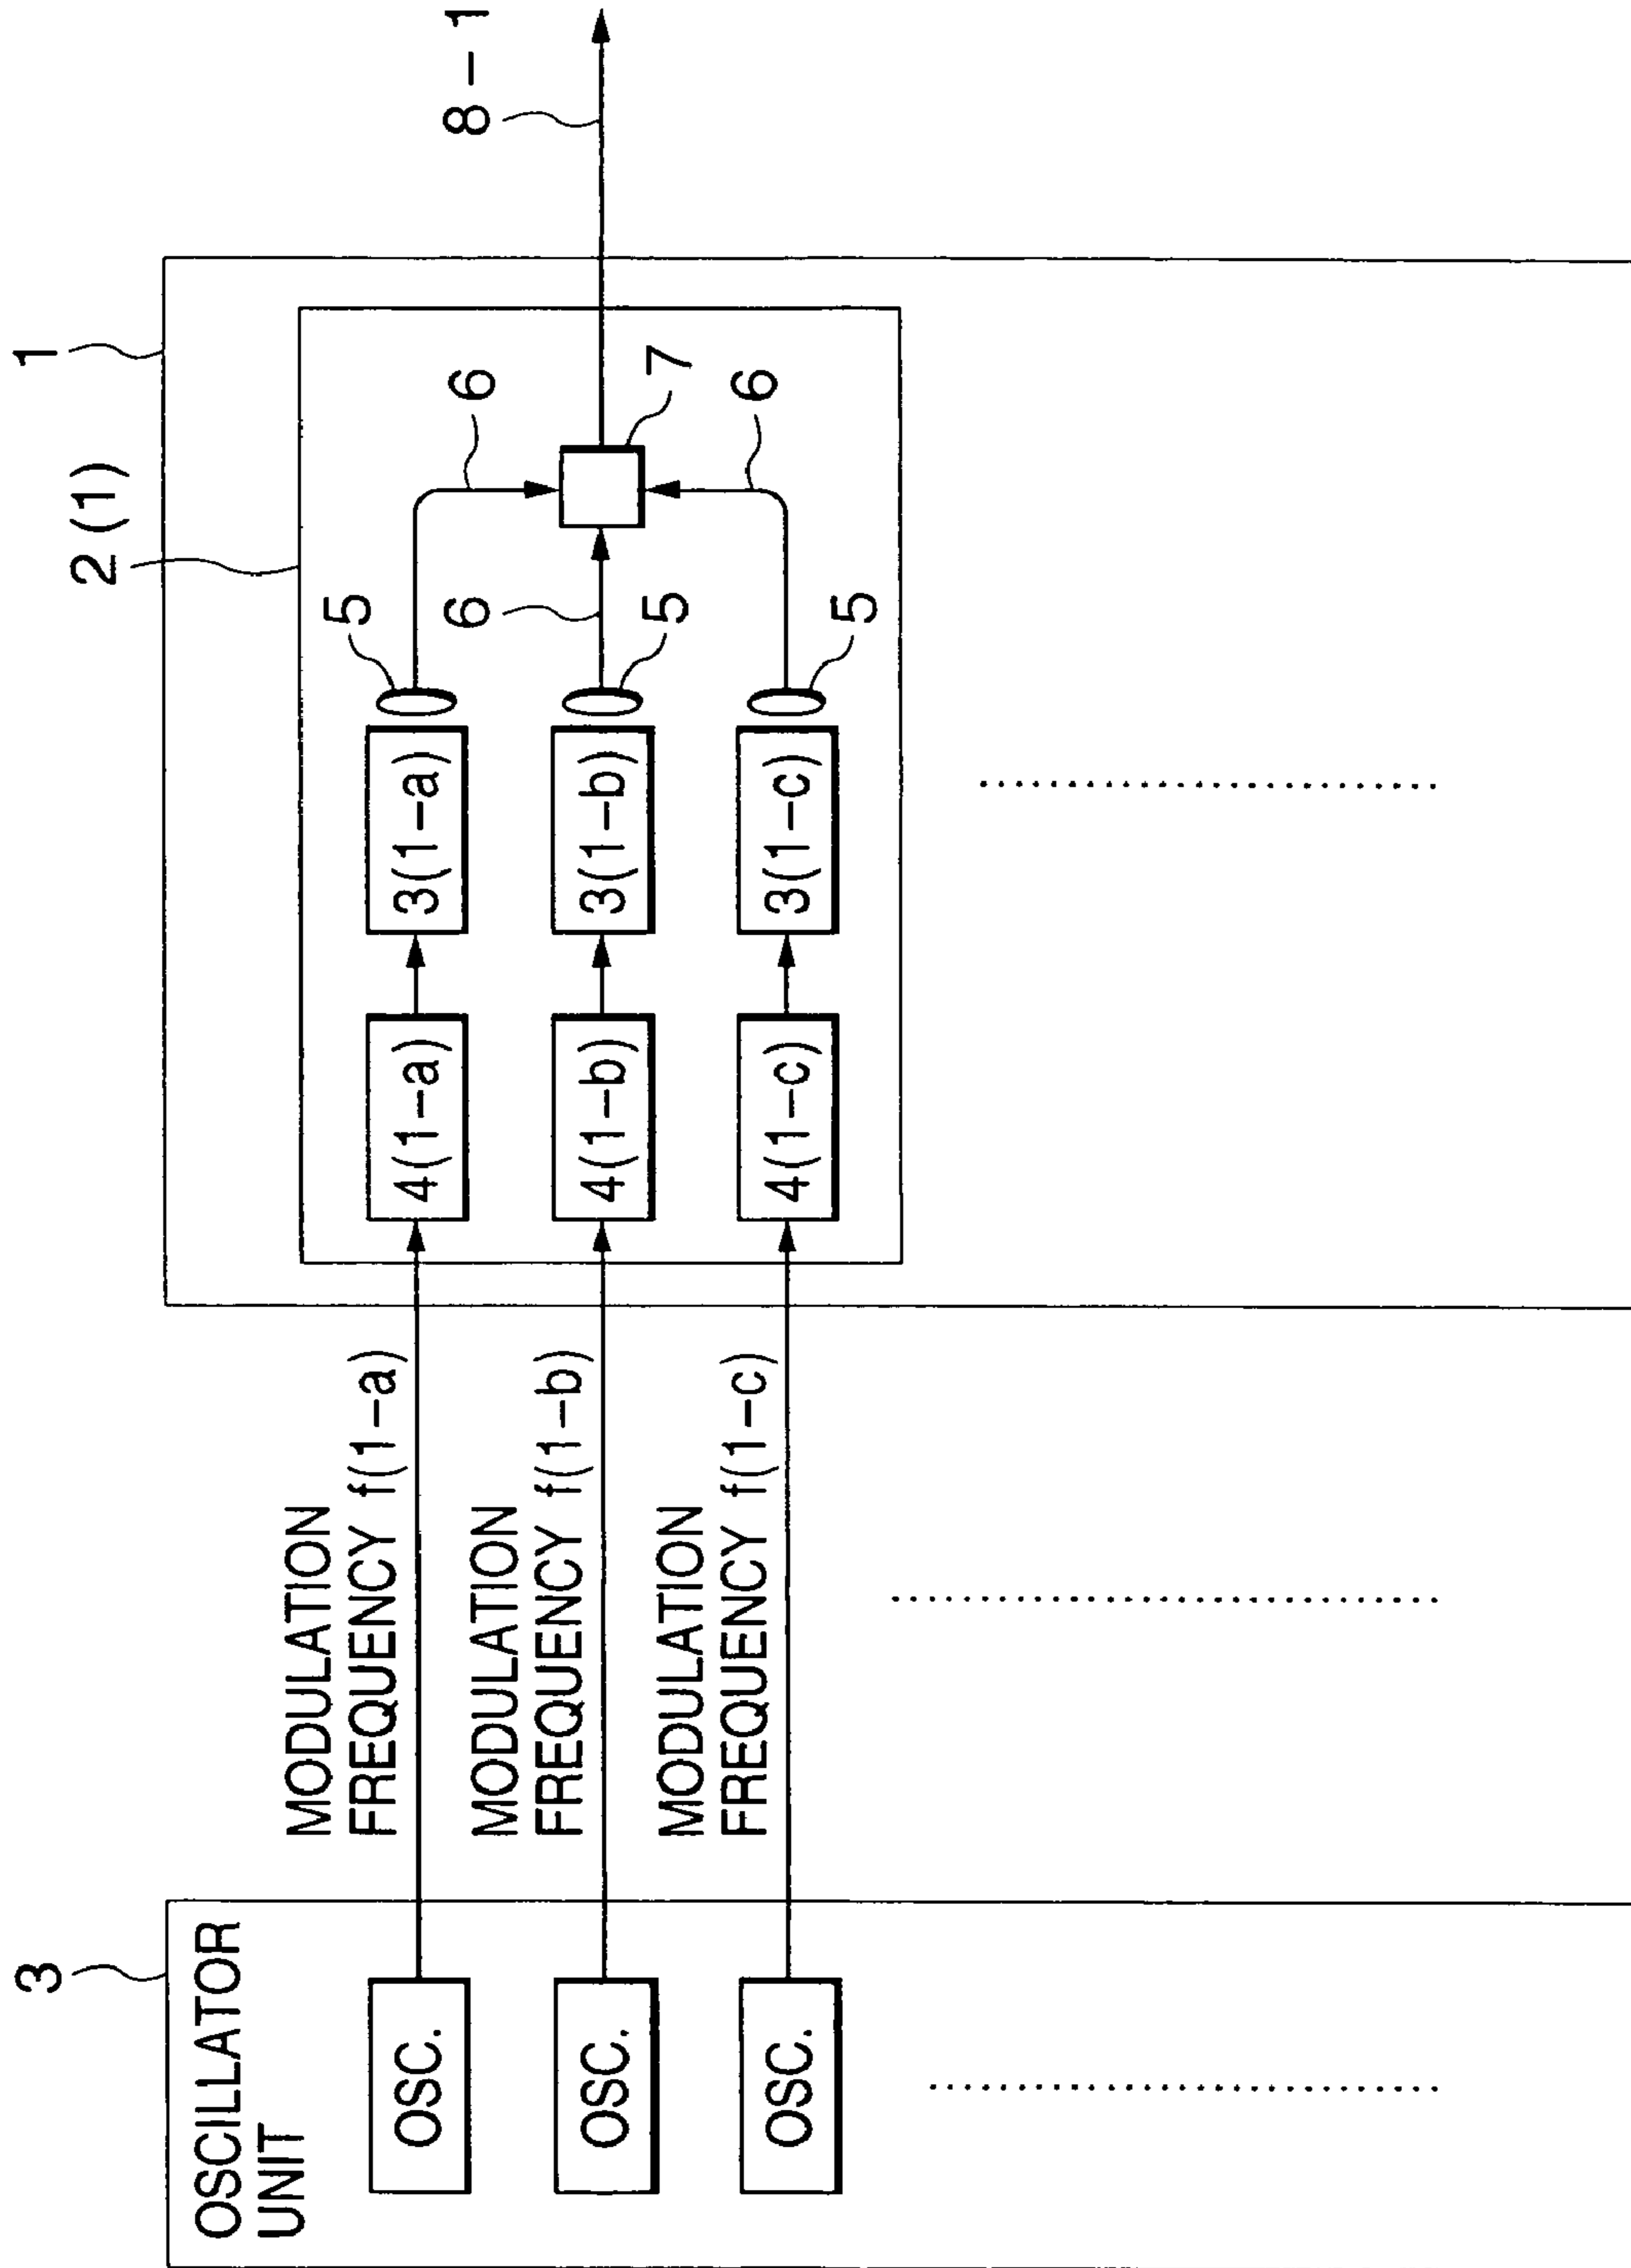 3
OSCILLATOR
UNIT
OSC.
OSC.
OSC.
MODULATION
FREQUENCY f(1-a)
MODULATION
FREQUENCY f(1-b)
MODULATION
FREQUENCY f(1-c)
1
2(1)
4(1-a)
3(1-a)
5
6
4(1-b)
3(1-b)
5
6
7
4(1-c)
3(1-c)
5
6
8-1